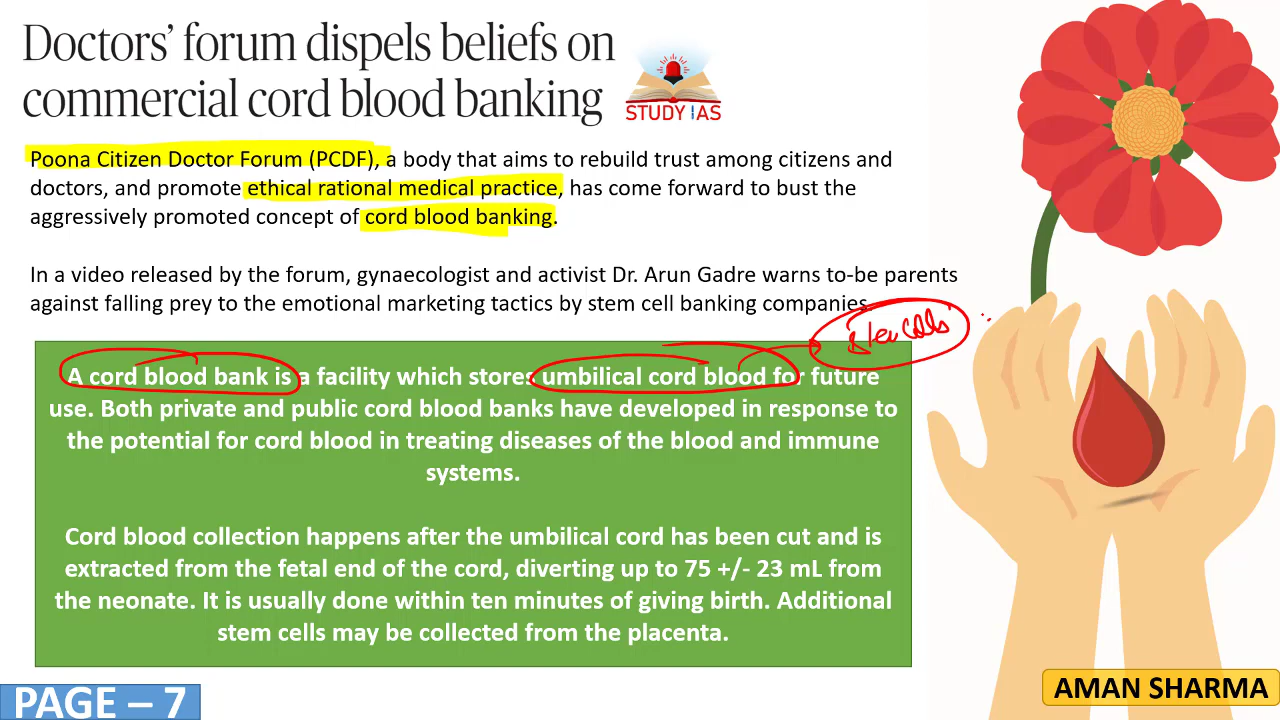 Doctors’ forum dispels beliefs on
commercial cord blood banking
STUDY IAS
Poona Citizen Doctor Forum (PCDF), a body that aims to rebuild trust among citizens and
doctors, and promote ethical rational medical practice, has come forward to bust the
aggressively promoted concept of cord blood banking.
In a video released by the forum, gynaecologist and activist Dr. Arun Gadre warns to-be parents
against falling prey to the emotional marketing tactics by stem cell banking companies.
Stem cells
A cord blood bank is a facility which stores umbilical cord blood for future
use. Both private and public cord blood banks have developed in response to
the potential for cord blood in treating diseases of the blood and immune
systems.
Cord blood collection happens after the umbilical cord has been cut and is
extracted from the fetal end of the cord, diverting up to 75 +/- 23 mL from
the neonate. It is usually done within ten minutes of giving birth. Additional
stem cells may be collected from the placenta.
PAGE – 7
AMAN SHARMA